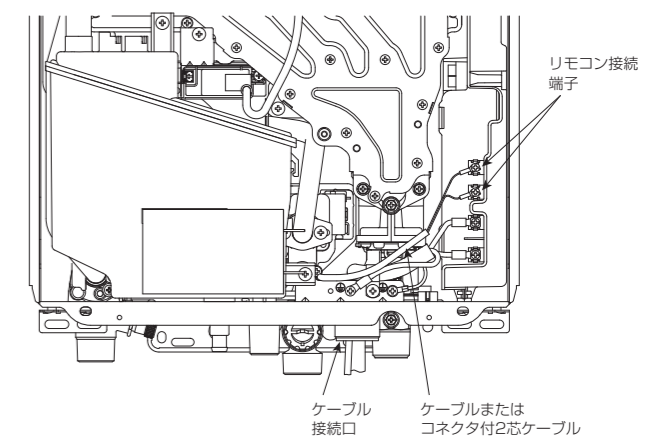 リモコン接続
端子
ケーブル
接続口
ケーブルまたは
コネクタ付2芯ケーブル